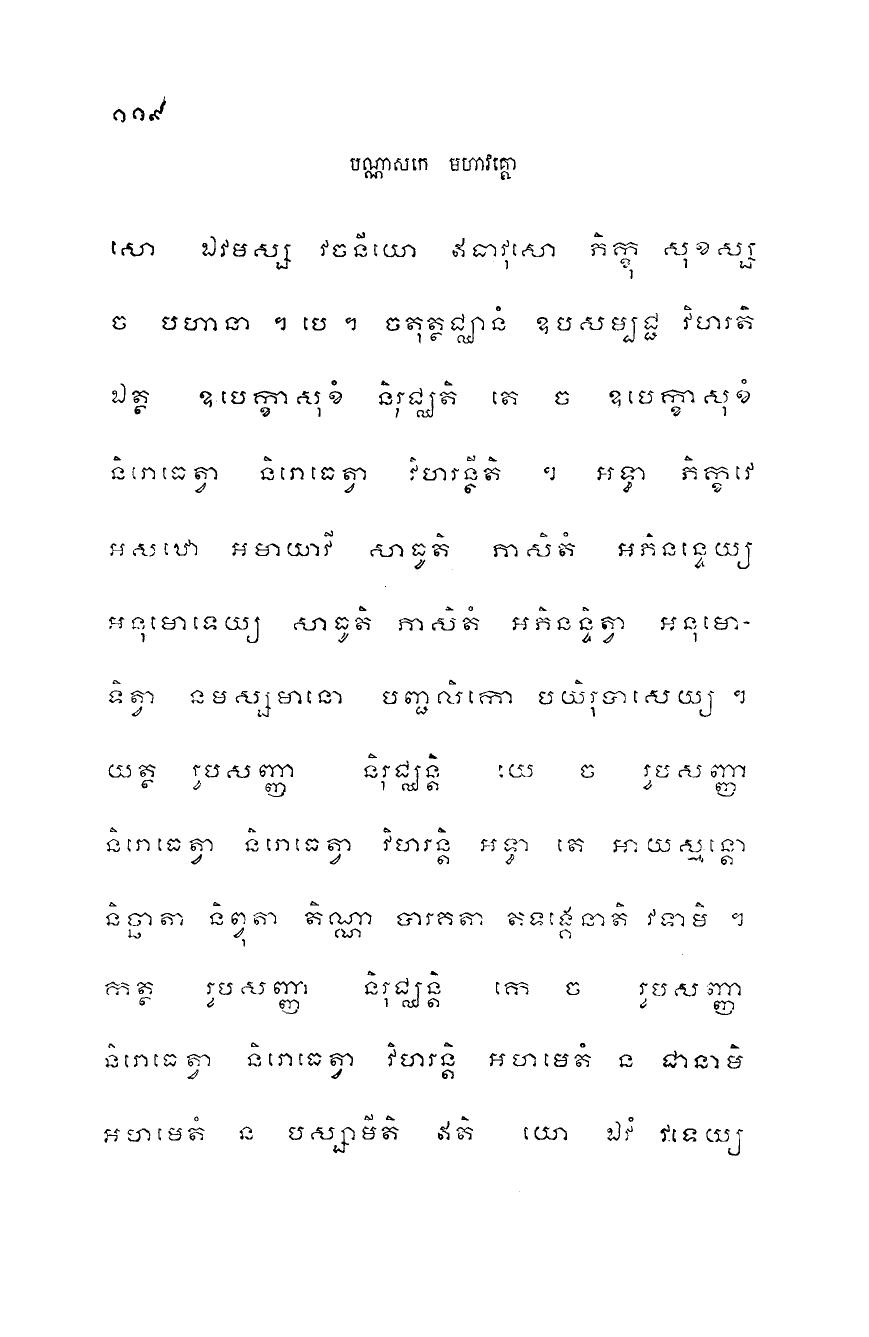 ១១៩
បណ្ណាសកេ មហាវគ្គោ
សោ ឯវមស្ស វចនីយោ ឥធាវុសោ ភិក្ខុ សុខស្ស
ច បហានា ។ បេ ។ ចតុត្ថជ្ឈានំ ឧបសម្បជ្ជ វិហរតិ
ឯត្ថ ឧបេក្ខាសុខំ និរុជ្ឈតិ តេ ច ឧបេក្ខាសុខំ
និរោធេត្វា និរោធេត្វា វិហរន្តីតិ ។ អទ្ធា ភិក្ខវេ
អសឋោ អមាយាវី សាធូតិ ភាសិតំ អភិនន្ទេយ្យ
អនុមោទេយ្យ សាធូតិ ភាសិតំ អភិនន្ទិត្វា អនុមោ-
ទិត្វា នមស្សមានោ បញ្ជលិកោ បយិរុបាសេយ្យ ។
យត្ថ រូបសញ្ញា និរុជ្ឈន្តិ យេ ច រូបសញ្ញា
និរោធេត្វា និរោធេត្វា វិហរន្តិ អទ្ធា តេ អាយស្មន្តោ
និច្ឆាតា និព្វុតា តិណ្ណា បារគតា តទង្គេនាតិ វទាមិ ។
កត្ថ រូបសញ្ញា និរុជ្ឈន្តិ កេ ច រូបសញ្ញា
និរោធេត្វា និរោធេត្វា វិហរន្តិ អហមេតំ ន ជានាមិ
អហមេតំ ន បស្សាមីតិ ឥតិ យោ ឯវំ វទេយ្យ